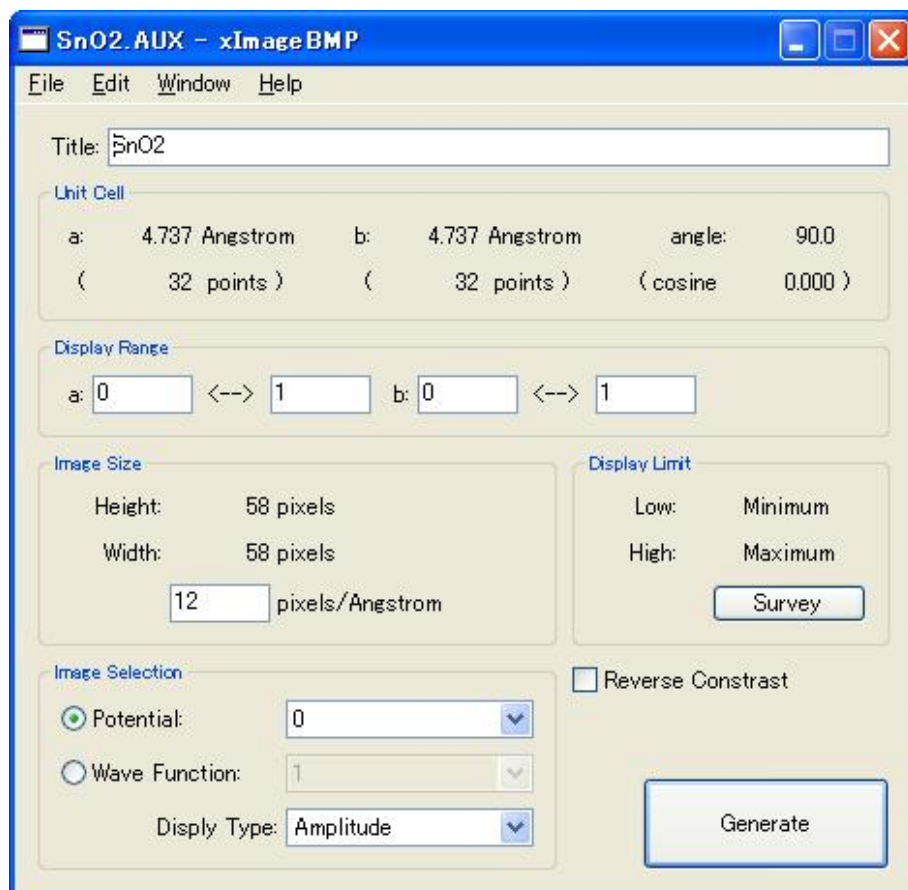 SnO2.AUX - xImageBMP
File Edit Window Help
Title: SnO2
Unit Cell
a: 4.737 Angstrom b: 4.737 Angstrom angle: 90.0
( 32 points ) ( 32 points ) ( cosine 0.000 )
Display Range
a: 0 <--> 1 b: 0 <--> 1
Image Size
Height: 58 pixels
Width: 58 pixels
12 pixels/Angstrom
Display Limit
Low: Minimum
High: Maximum
Survey
Image Selection
Potential: 0
Wave Function: 1
Disply Type: Amplitude
Reverse Constrast
Generate